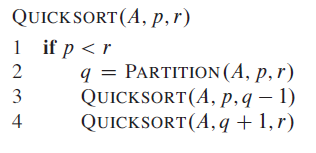 QUICKSORT(A, p, r)
1 if p < r
2 q = PARTITION(A, p, r)
3 QUICKSORT(A, p, q − 1)
4 QUICKSORT(A, q + 1, r)